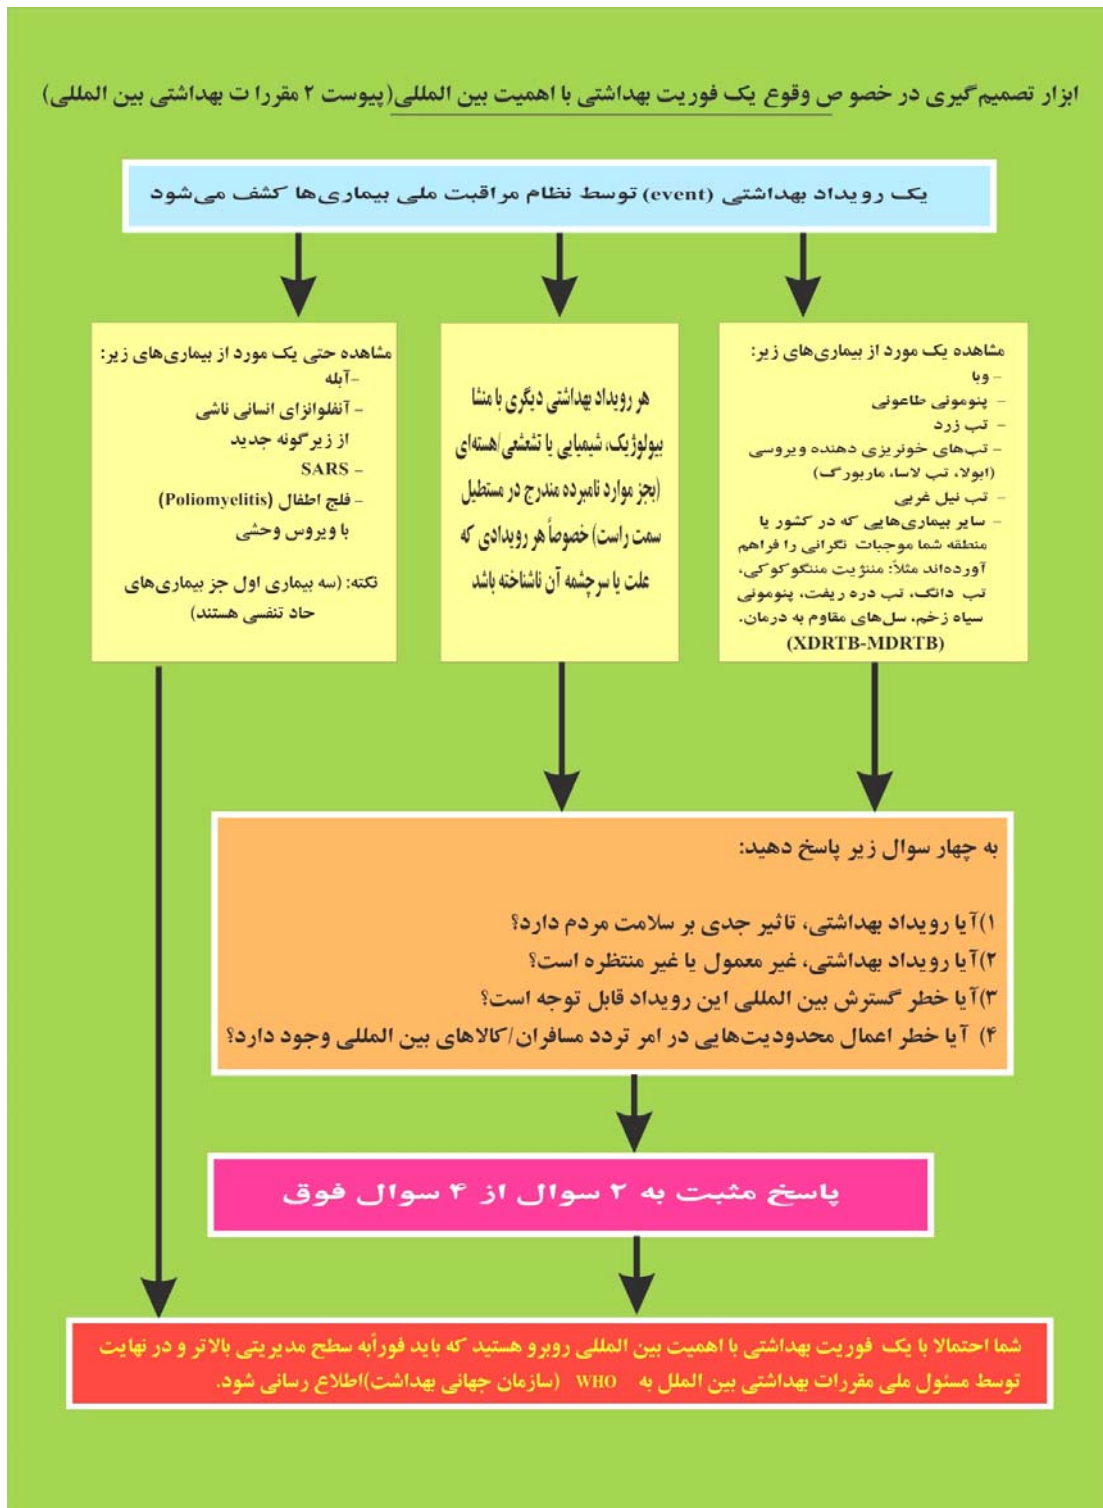 ابزار تصمیم‌گیری در خصو ص وقوع یک فوریت بهداشتی با اهمیت بین المللی(پیوست ۲ مقررا ت بهداشتی بین المللی)
یک رویداد بهداشتی (event) توسط نظام مراقبت ملی بیماری‌ها کشف می‌شود
مشاهده یک مورد از بیماری‌های زیر:
- وبا
- پنومونی طاعونی
- تب زرد
- تب‌های خونریزی دهنده ویروسی
(ابولا، تب لاسا، ماربورگ)
- تب نیل غربی
- سایر بیماری‌هایی که در کشور یا
منطقه شما موجبات نگرانی را فراهم
آورده‌اند مثلاً: مننژیت مننگوکوکی،
تب دانگ، تب دره ریفت، پنومونی
سیاه زخم، سل‌های مقاوم به درمان.
(XDRTB-MDRTB)
هر رویداد بهداشتی دیگری با منشا
بیولوژیک، شیمیایی یا تشعشعی/هسته‌ای
(بجز موارد نامبرده مندرج در مستطیل
سمت راست) خصوصاً هر رویدادی که
علت یا سرچشمه آن ناشناخته باشد
مشاهده حتی یک مورد از بیماری‌های زیر:
-آبله
- آنفلوانزای انسانی ناشی
از زیرگونه جدید
- SARS
- فلج اطفال (Poliomyelitis)
با ویروس وحشی
نکته: (سه بیماری اول جز بیماری‌های
حاد تنفسی هستند)
به چهار سوال زیر پاسخ دهید:
۱)آیا رویداد بهداشتی، تاثیر جدی بر سلامت مردم دارد؟
۲)آیا رویداد بهداشتی، غیر معمول یا غیر منتظره است؟
۳)آیا خطر گسترش بین المللی این رویداد قابل توجه است؟
۴) آیا خطر اعمال محدودیت‌هایی در امر تردد مسافران/کالاهای بین المللی وجود دارد؟
پاسخ مثبت به ۲ سوال از ۴ سوال فوق
شما احتمالا با یک فوریت بهداشتی با اهمیت بین المللی روبرو هستید که باید فوراًبه سطح مدیریتی بالاتر و در نهایت
توسط مسئول ملی مقررات بهداشتی بین الملل به WHO (سازمان جهانی بهداشت)اطلاع رسانی شود.